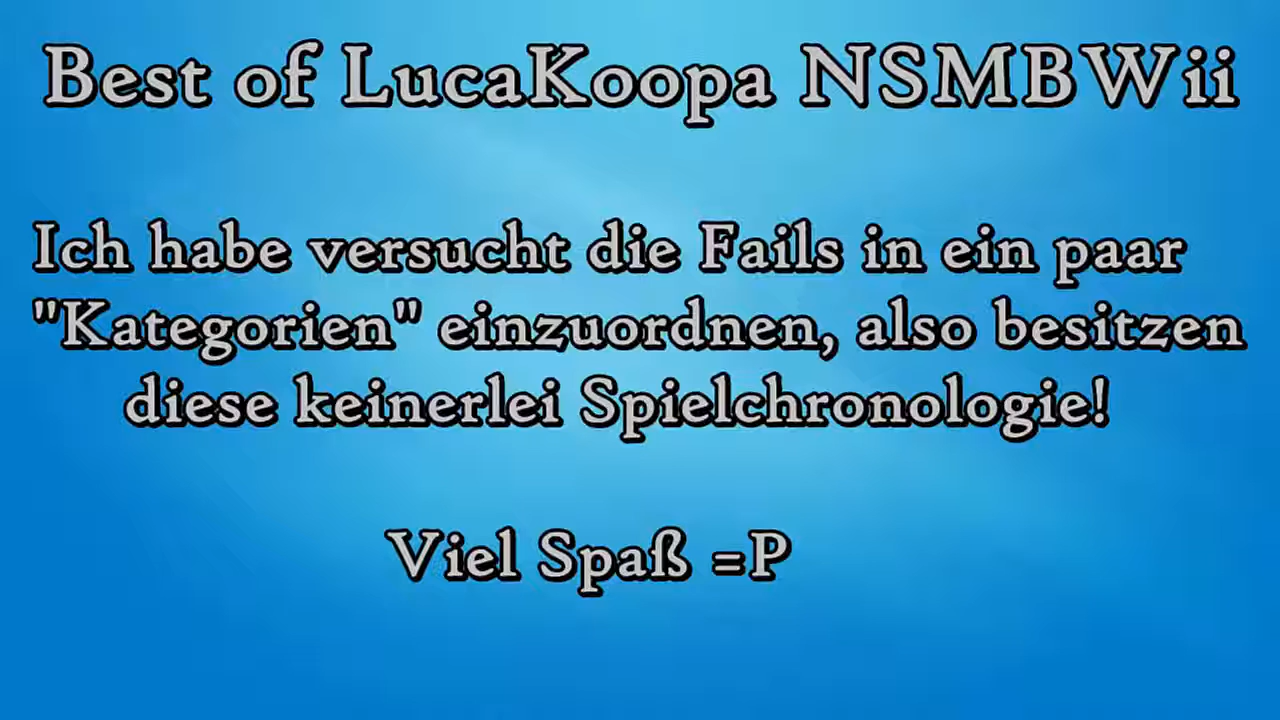 Best of LucaKoopa NSMBWii
Ich habe versucht die Fails in ein paar
"Kategorien" einzuordnen, also besitzen
diese keinerlei Spielchronologie!
Viel Spaß =P